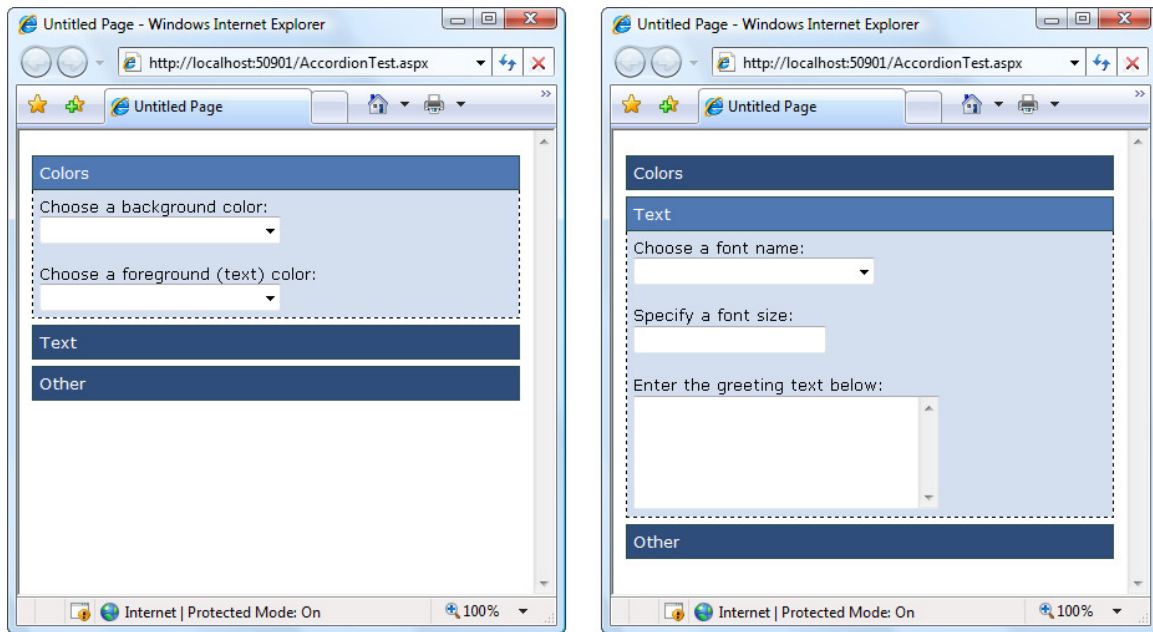 Untitled Page - Windows Internet Explorer
http://localhost:50901/AccordionTest.aspx
Untitled Page
Colors
Choose a background color:
Choose a foreground (text) color:
Text
Other
Internet | Protected Mode: On
100%
Untitled Page - Windows Internet Explorer
http://localhost:50901/AccordionTest.aspx
Untitled Page
Colors
Text
Choose a font name:
Specify a font size:
Enter the greeting text below:
Other
Internet | Protected Mode: On
100%